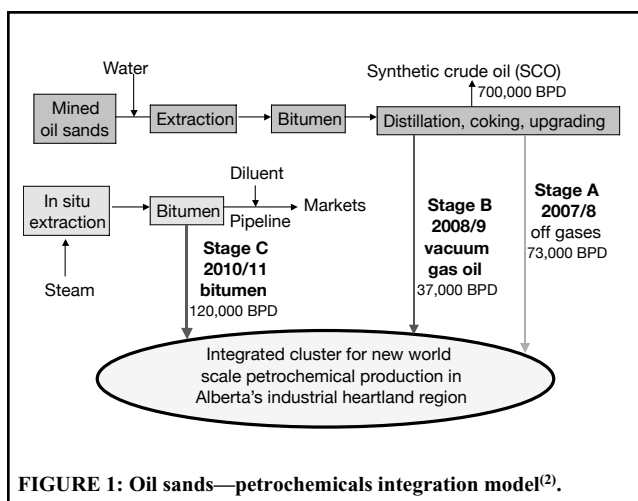 Water
Synthetic crude oil (SCO)
700,000 BPD
Mined
oil sands
Extraction
Bitumen
Distillation, coking, upgrading
Diluent
In situ
extraction
Bitumen
Markets
Pipeline
Steam
Stage C
2010/11
bitumen
120,000 BPD
Stage B
2008/9
vacuum
gas oil
37,000 BPD
Stage A
2007/8
off gases
73,000 BPD
Integrated cluster for new world
scale petrochemical production in
Alberta's industrial heartland region
FIGURE 1: Oil sands—petrochemicals integration model(2).